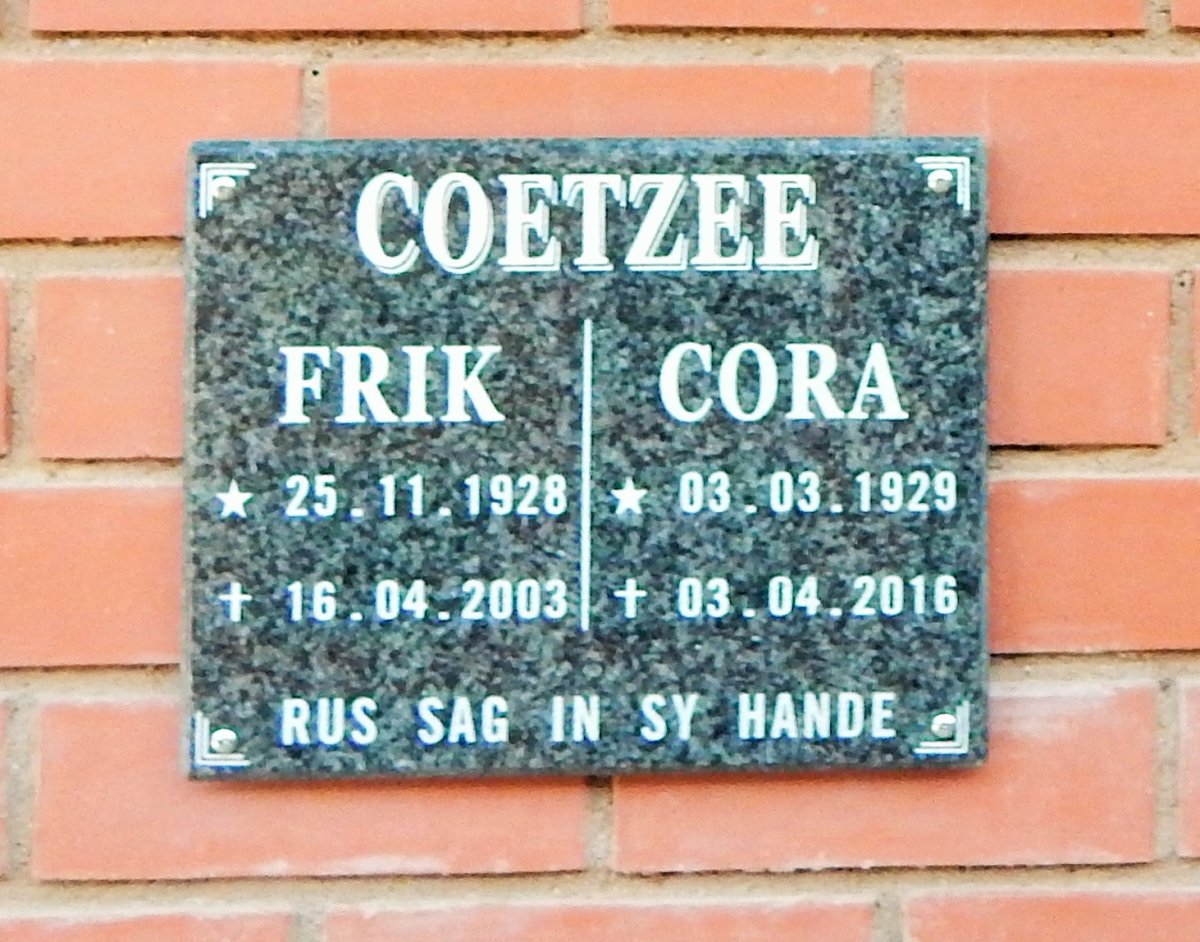 COETZEE
FRIK
★ 25.11.1928
✝ 16.04.2003
CORA
★ 03.03.1929
✝ 03.04.2016
RUS SAG IN SY HANDE